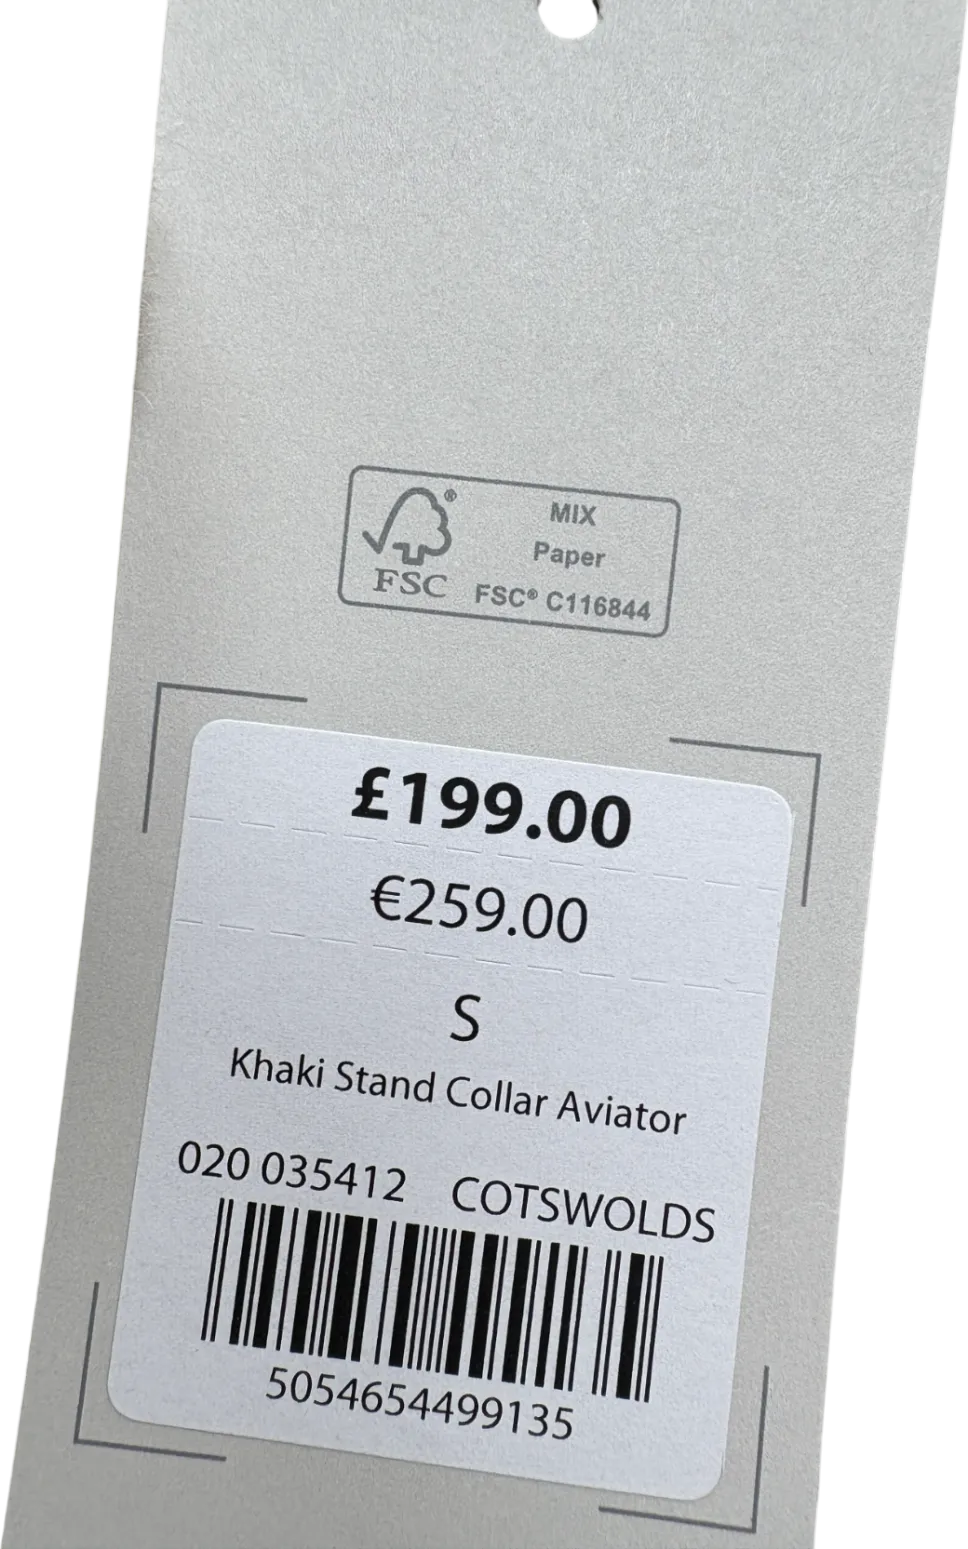 MIX
Paper
FSC® C116844
®
FSC
£199.00
€259.00
S
Khaki Stand Collar Aviator
020 035412 COTSWOLDS
5054654499135